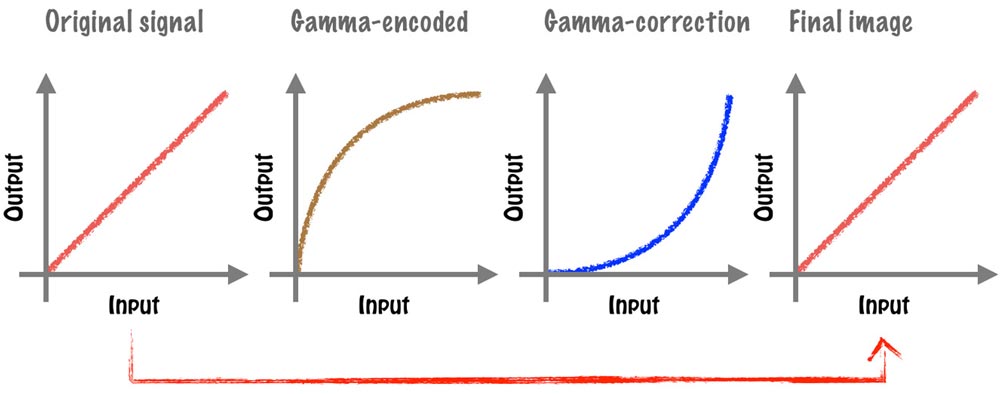 Original signal
Gamma-encoded
Gamma-correction
Final image
Output
Output
Output
Output
Input
Input
Input
Input